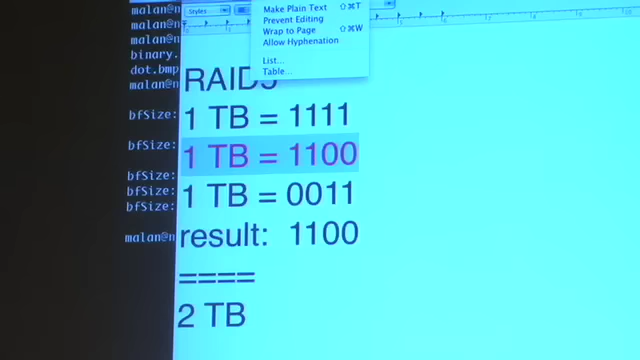 malan@n
malan@n
malan@n
binary.
dot.bmp
malan@n
bfSize:
bfSize:
bfSize:
bfSize:
bfSize:
malan@n
Styles
Make Plain Text ⇧⌘T
Prevent Editing
Wrap to Page ⇧⌘W
Allow Hyphenation
List...
Table...
RAID5
1 TB = 1111
1 TB = 1100
1 TB = 0011
result: 1100
====
2 TB